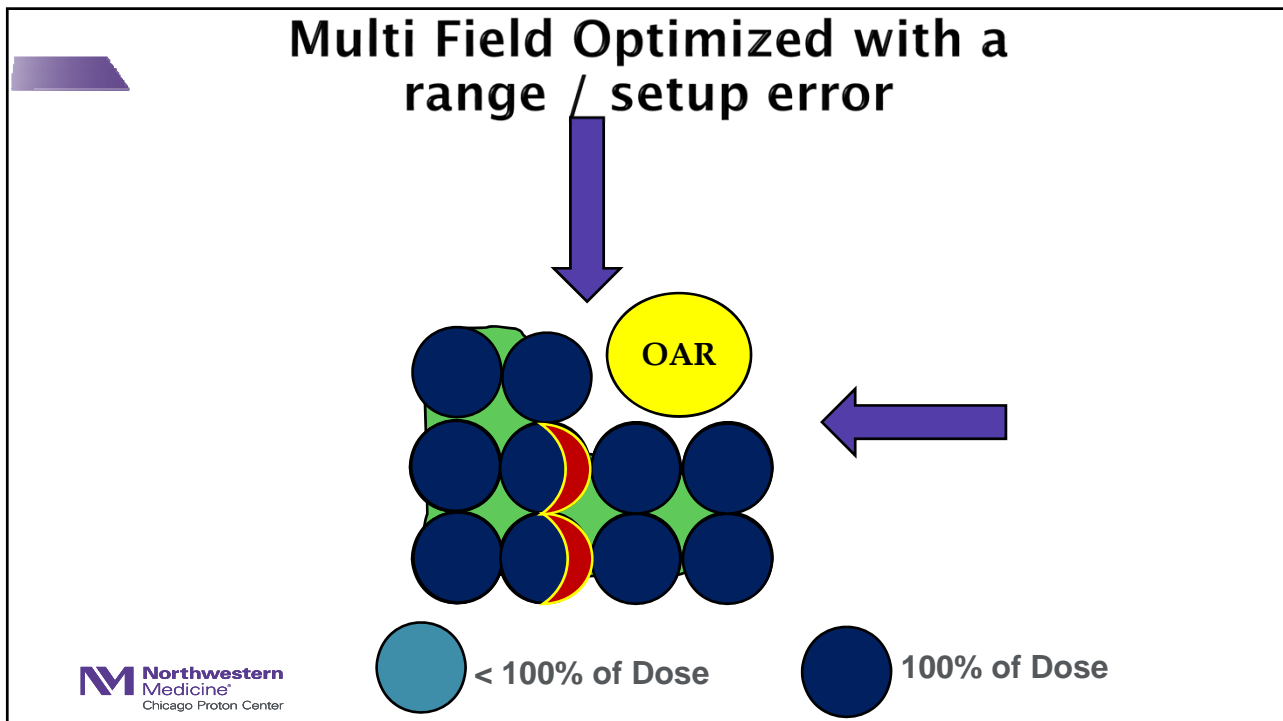 Multi Field Optimized with a
range / setup error
OAR
< 100% of Dose
100% of Dose
Northwestern
Medicine®
Chicago Proton Center